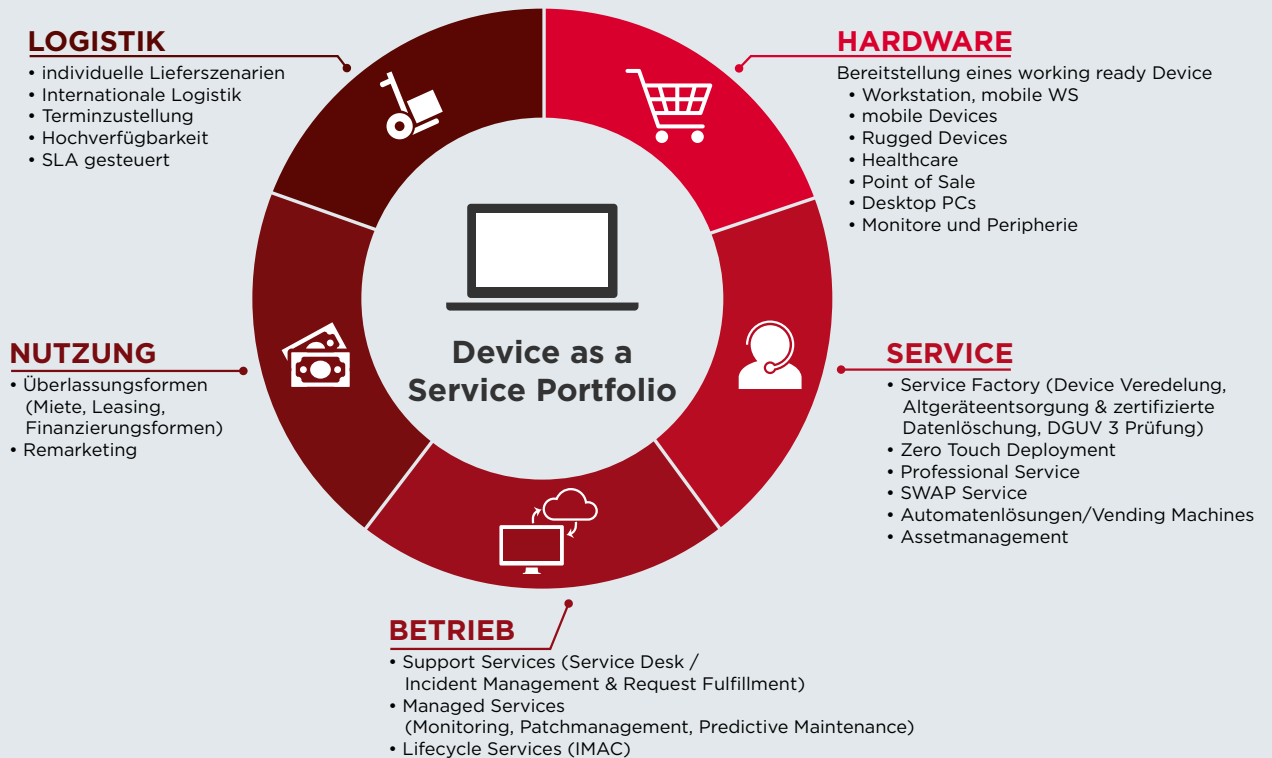 LOGISTIK
• individuelle Lieferszenarien
• Internationale Logistik
• Terminzustellung
• Hochverfügbarkeit
• SLA gesteuert
HARDWARE
Bereitstellung eines working ready Device
• Workstation, mobile WS
• mobile Devices
• Rugged Devices
• Healthcare
• Point of Sale
• Desktop PCs
• Monitore und Peripherie
Device as a
Service Portfolio
NUTZUNG
• Überlassungsformen
(Miete, Leasing,
Finanzierungsformen)
• Remarketing
SERVICE
• Service Factory (Device Veredelung,
Altgeräteentsorgung & zertifizierte
Datenlöschung, DGUV 3 Prüfung)
• Zero Touch Deployment
• Professional Service
• SWAP Service
• Automatenlösungen/Vending Machines
• Assetmanagement
BETRIEB
• Support Services (Service Desk /
Incident Management & Request Fulfillment)
• Managed Services
(Monitoring, Patchmanagement, Predictive Maintenance)
• Lifecycle Services (IMAC)